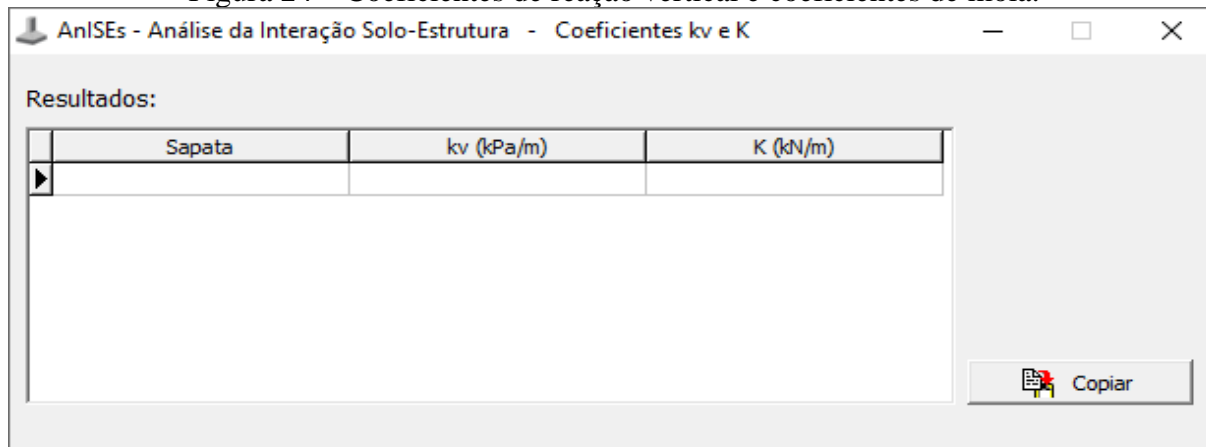 Figura 24 – Coeficientes de reação vertical e coeficientes de mola.
AnISEs - Análise da Interação Solo-Estrutura - Coeficientes kv e K
Resultados:
Sapata kv (kPa/m) K (kN/m)
Copiar